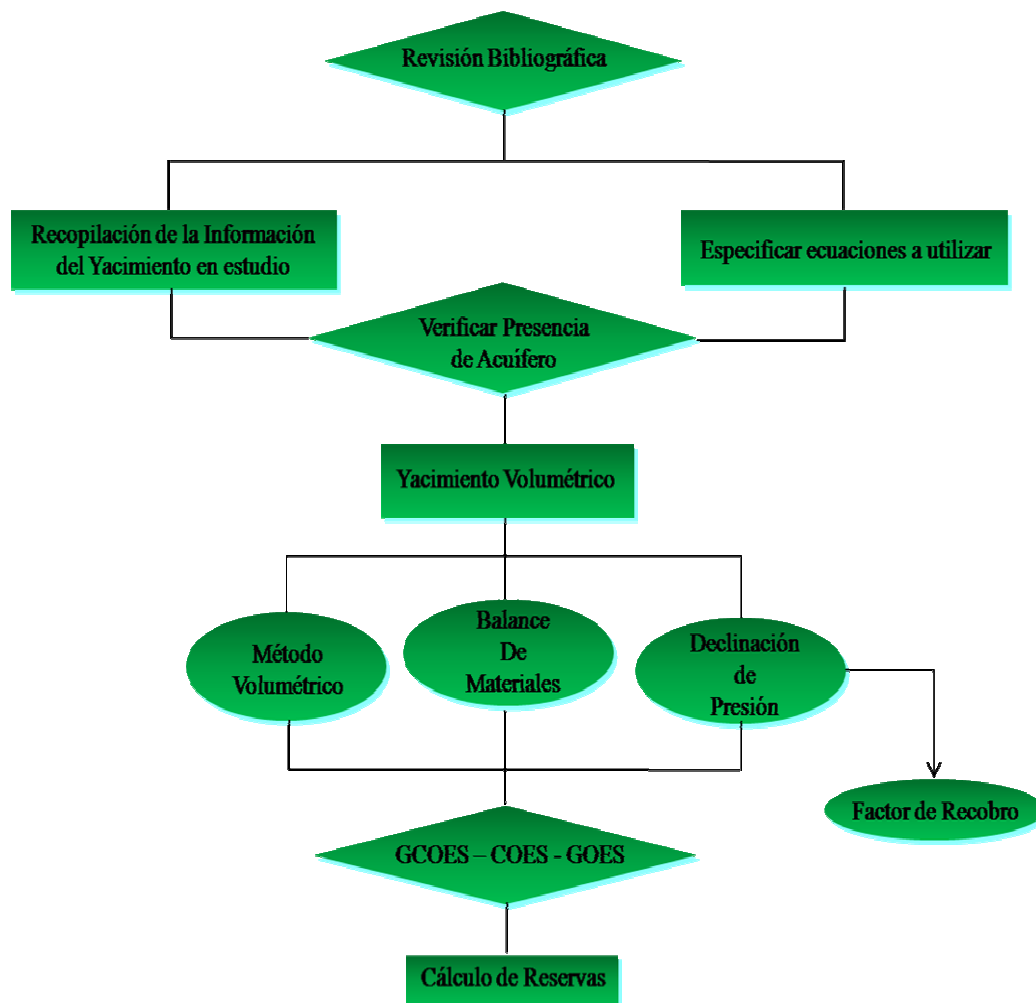 Revisión Bibliográfica
Recopilación de la Información
del Yacimiento en estudio
Especificar ecuaciones a utilizar
Verificar Presencia
de Acuífero
Yacimiento Volumétrico
Método
Volumétrico
Balance
De
Materiales
Declinación
de
Presión
Factor de Recobro
GCOES – COES - GOES
Cálculo de Reservas